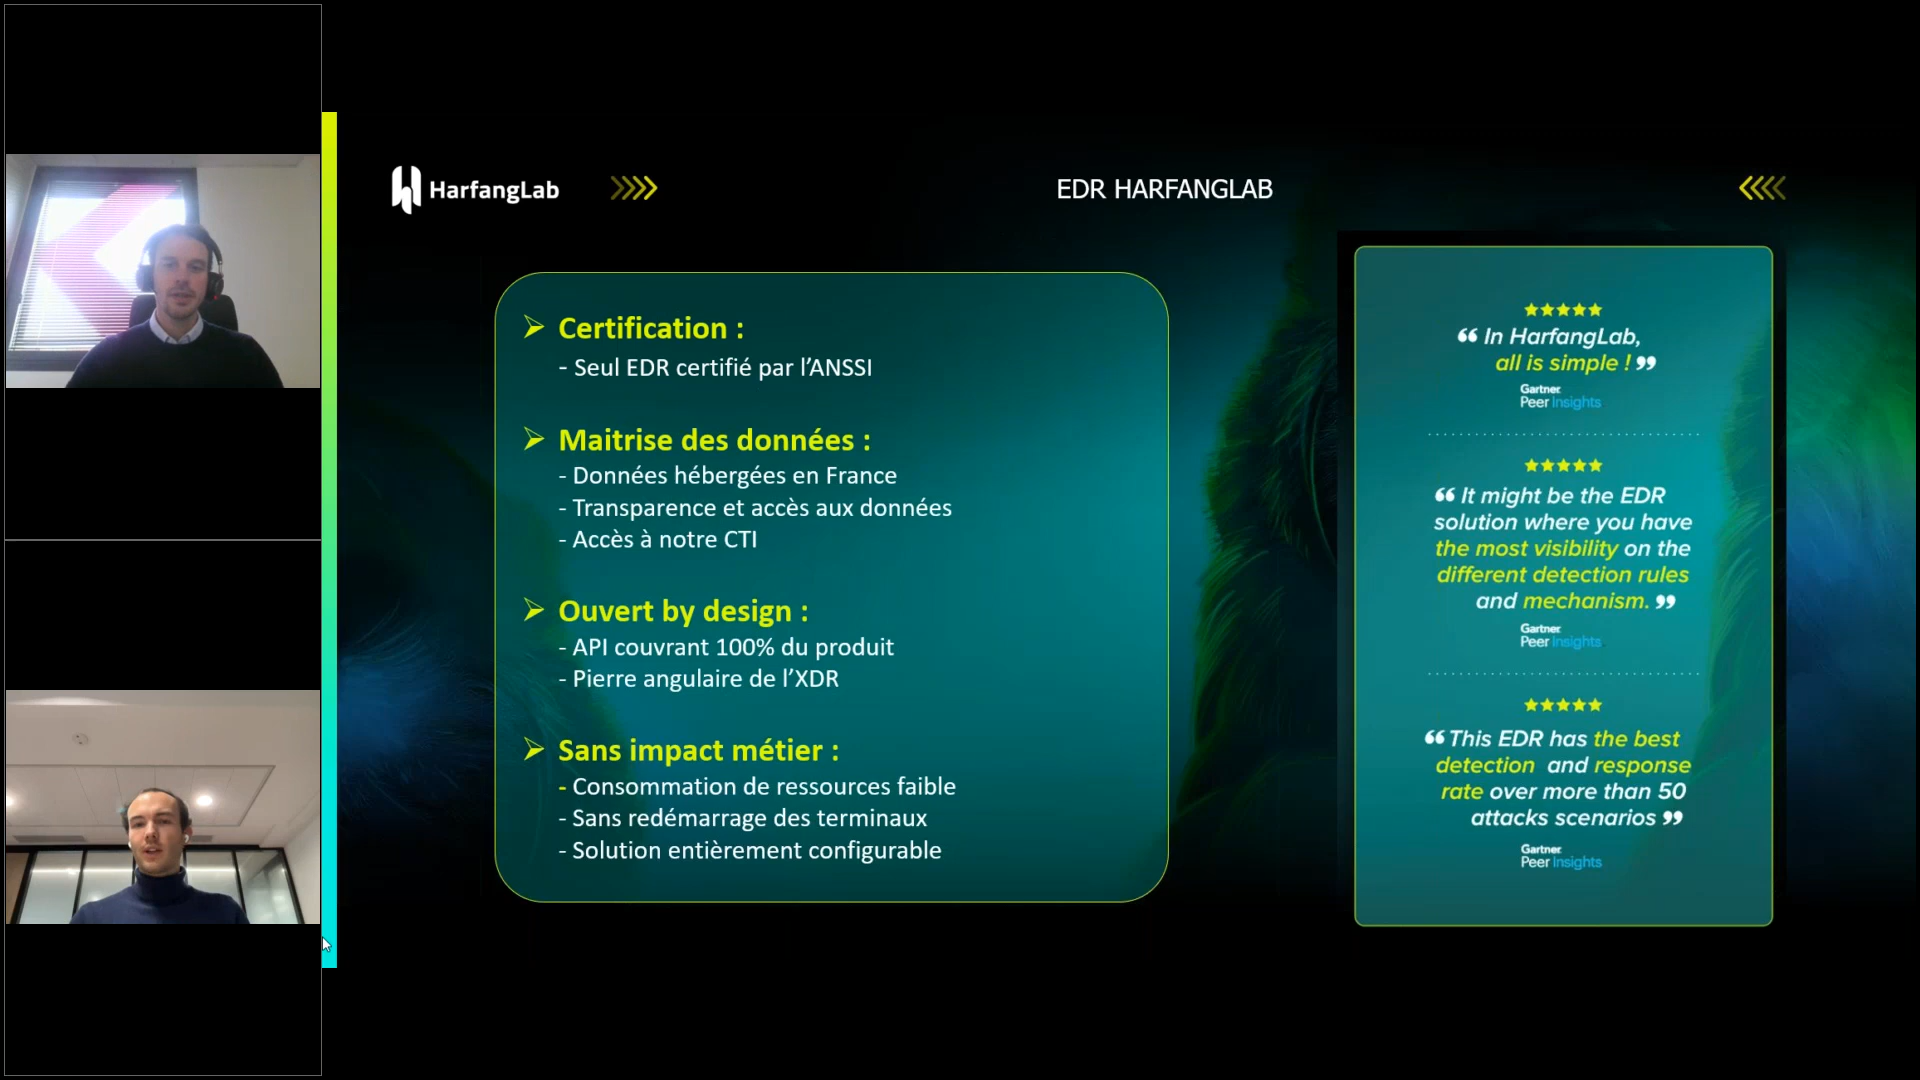 HarfangLab
EDR HARFANGLAB
Certification :
- Seul EDR certifié par l'ANSSI
Maitrise des données :
- Données hébergées en France
- Transparence et accès aux données
- Accès à notre CTI
Ouvert by design :
- API couvrant 100% du produit
- Pierre angulaire de l'XDR
Sans impact métier :
- Consommation de ressources faible
- Sans redémarrage des terminaux
- Solution entièrement configurable
“ In HarfangLab,
all is simple ! ”
Gartner
Peer Insights
“ It might be the EDR
solution where you have
the most visibility on the
different detection rules
and mechanism. ”
Gartner
Peer Insights
“ This EDR has the best
detection and response
rate over more than 50
attacks scenarios ”
Gartner
Peer Insights